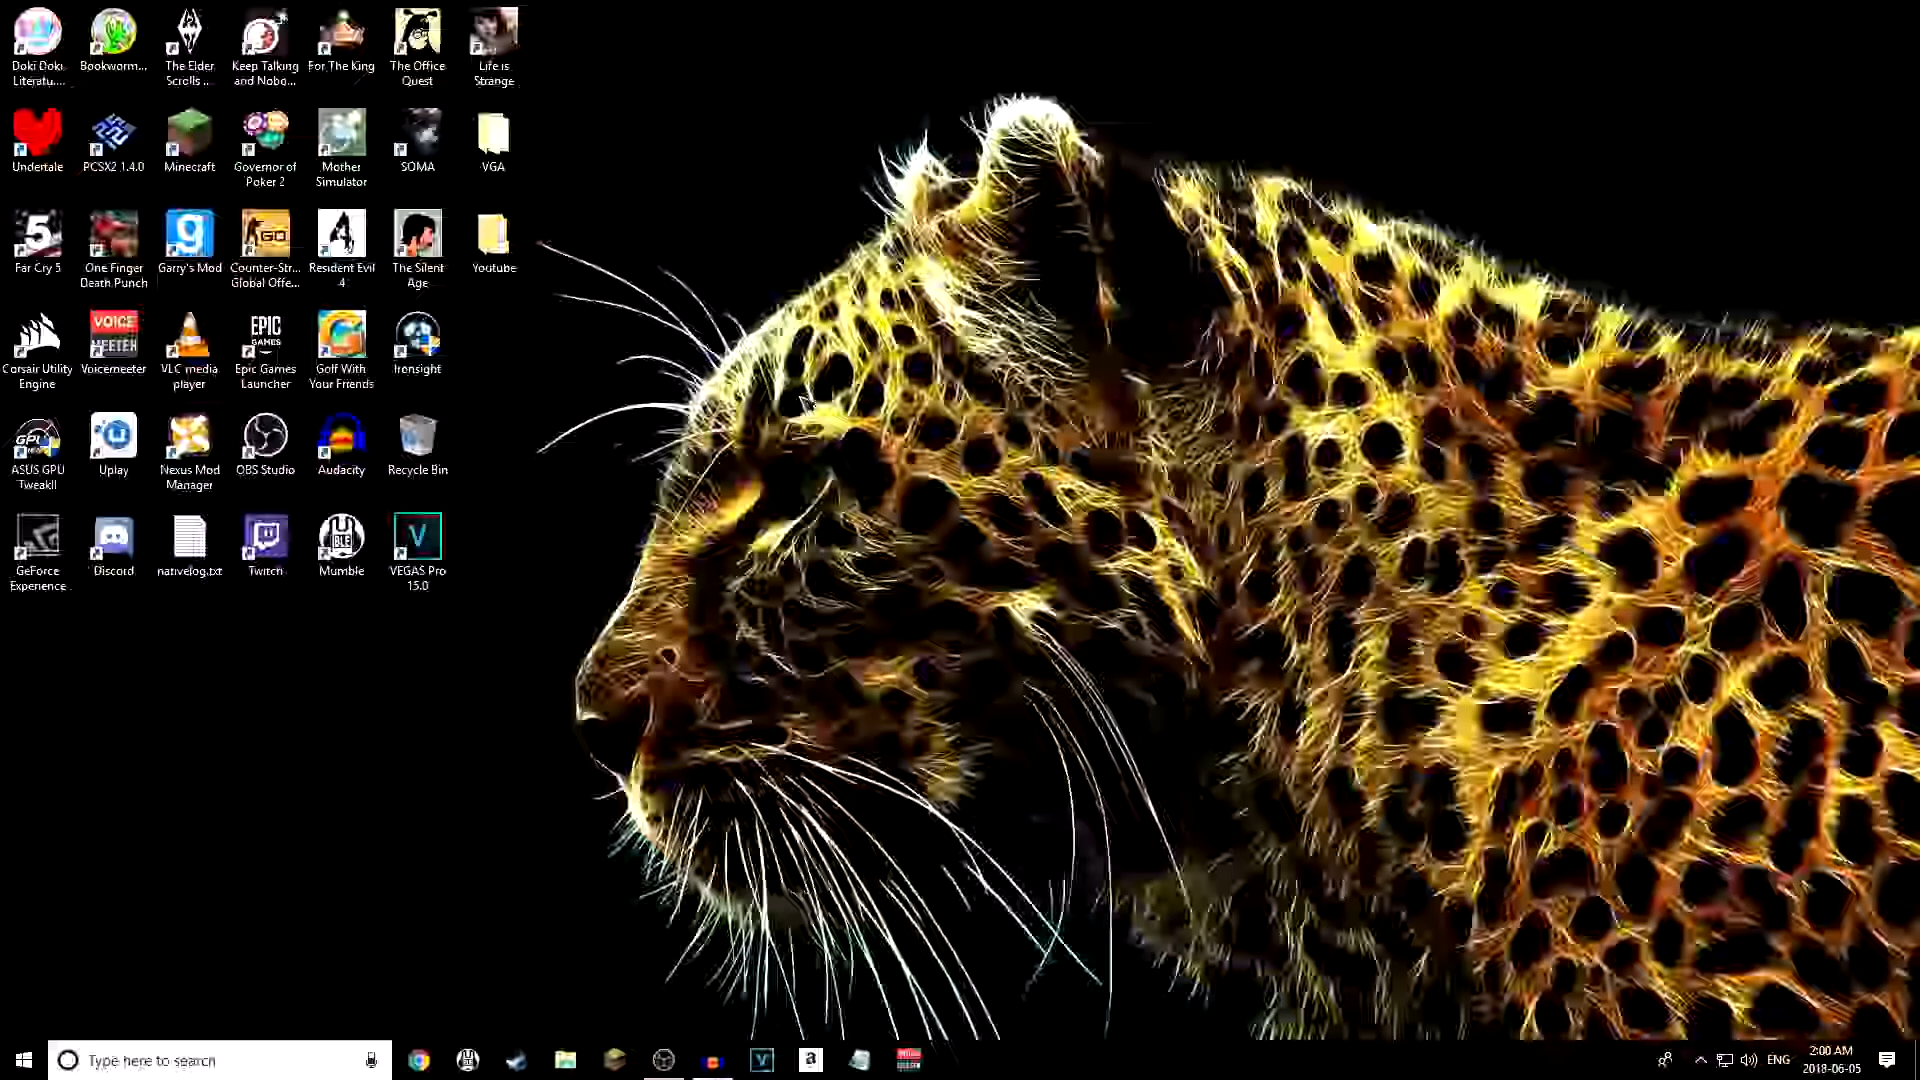 Doki Doki Literatu...
Bookworm...
The Elder Scrolls ...
Keep Talking and Nobo...
For The King
The Office Quest
Life is Strange
Undertale
PCSX2 1.4.0
Minecraft
Governor of Poker 2
Mother Simulator
SOMA
VGA
5
Far Cry 5
One Finger Death Punch
g
Garry's Mod
GO
Counter-Str... Global Offe...
4
Resident Evil 4
The Silent Age
Youtube
Corsair Utility Engine
VOICE MEETER
Voicemeeter
VLC media player
EPIC GAMES
Epic Games Launcher
Golf With Your Friends
Ironsight
GPU
ASUS GPU TweakII
Uplay
Nexus Mod Manager
OBS Studio
Audacity
Recycle Bin
GeForce Experience
Discord
nativelog.txt
Twitch
BLE
Mumble
V
VEGAS Pro 15.0
Type here to search
V
a
ENG
2:00 AM
2018-06-05